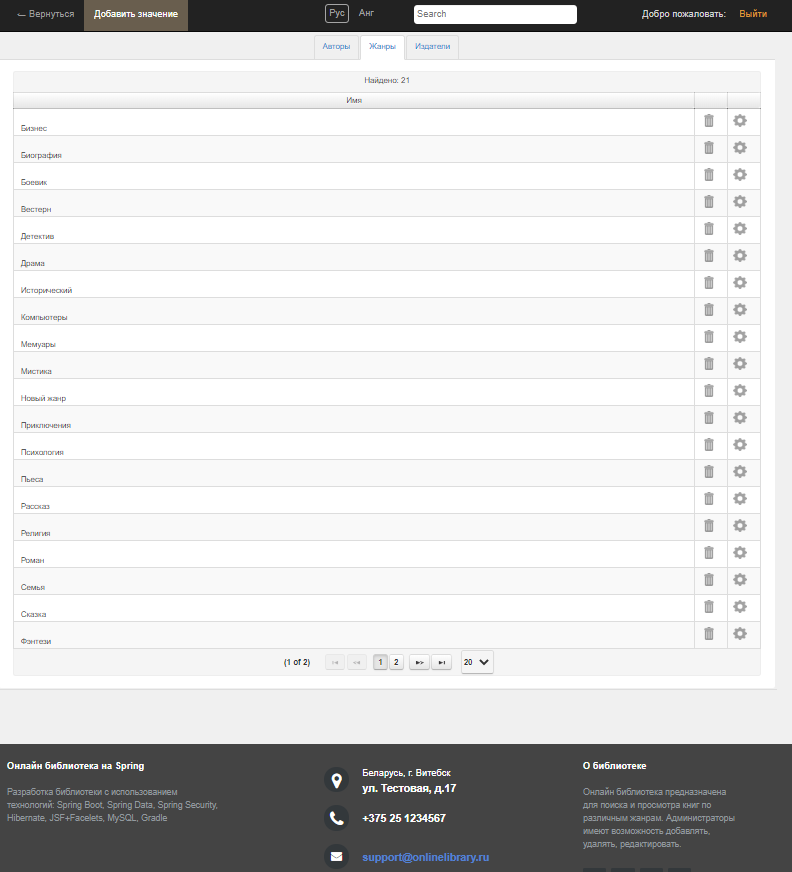 Вернуться Добавить значение Рус Анг Search Добро пожаловать: Выйти
Авторы Жанры Издатели
Найдено: 21
Имя
Бизнес
Биография
Боевик
Вестерн
Детектив
Драма
Исторический
Компьютеры
Мемуары
Мистика
Новый жанр
Приключения
Психология
Пьеса
Рассказ
Религия
Роман
Семья
Сказка
Фэнтези
(1 of 2) 1 2 20
Онлайн библиотека на Spring
Разработка библиотеки с использованием
технологий: Spring Boot, Spring Data, Spring Security,
Hibernate, JSF+Facelets, MySQL, Gradle
Беларусь, г. Витебск
ул. Тестовая, д.17
+375 25 1234567
support@onlinelibrary.ru
О библиотеке
Онлайн библиотека предназначена
для поиска и просмотра книг по
различным жанрам. Администраторы
имеют возможность добавлять,
удалять, редактировать.